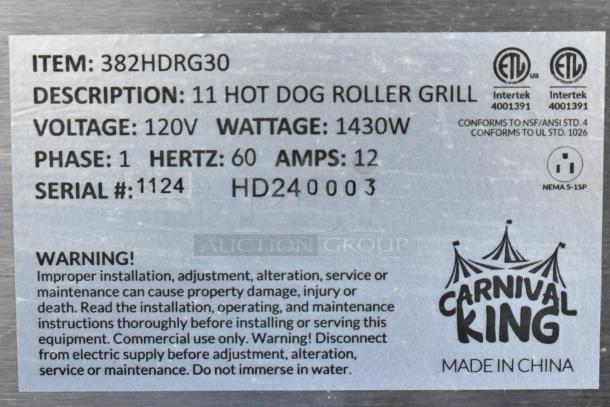 ITEM: 382HDRG30
DESCRIPTION: 11 HOT DOG ROLLER GRILL
VOLTAGE: 120V WATTAGE: 1430W
PHASE: 1 HERTZ: 60 AMPS: 12
SERIAL #: 1124 HD240003
ETL US
Intertek
4001391
ETL
Intertek
4001391
CONFORMS TO NSF/ANSI STD. 4
CONFORMS TO UL STD. 1026
NEMA 5-15P
AUCTION GROUP
WARNING!
Improper installation, adjustment, alteration, service or
maintenance can cause property damage, injury or
death. Read the installation, operating, and maintenance
instructions thoroughly before installing or serving this
equipment. Commercial use only. Warning! Disconnect
from electric supply before adjustment, alteration,
service or maintenance. Do not immerse in water.
CARNIVAL
KING
MADE IN CHINA